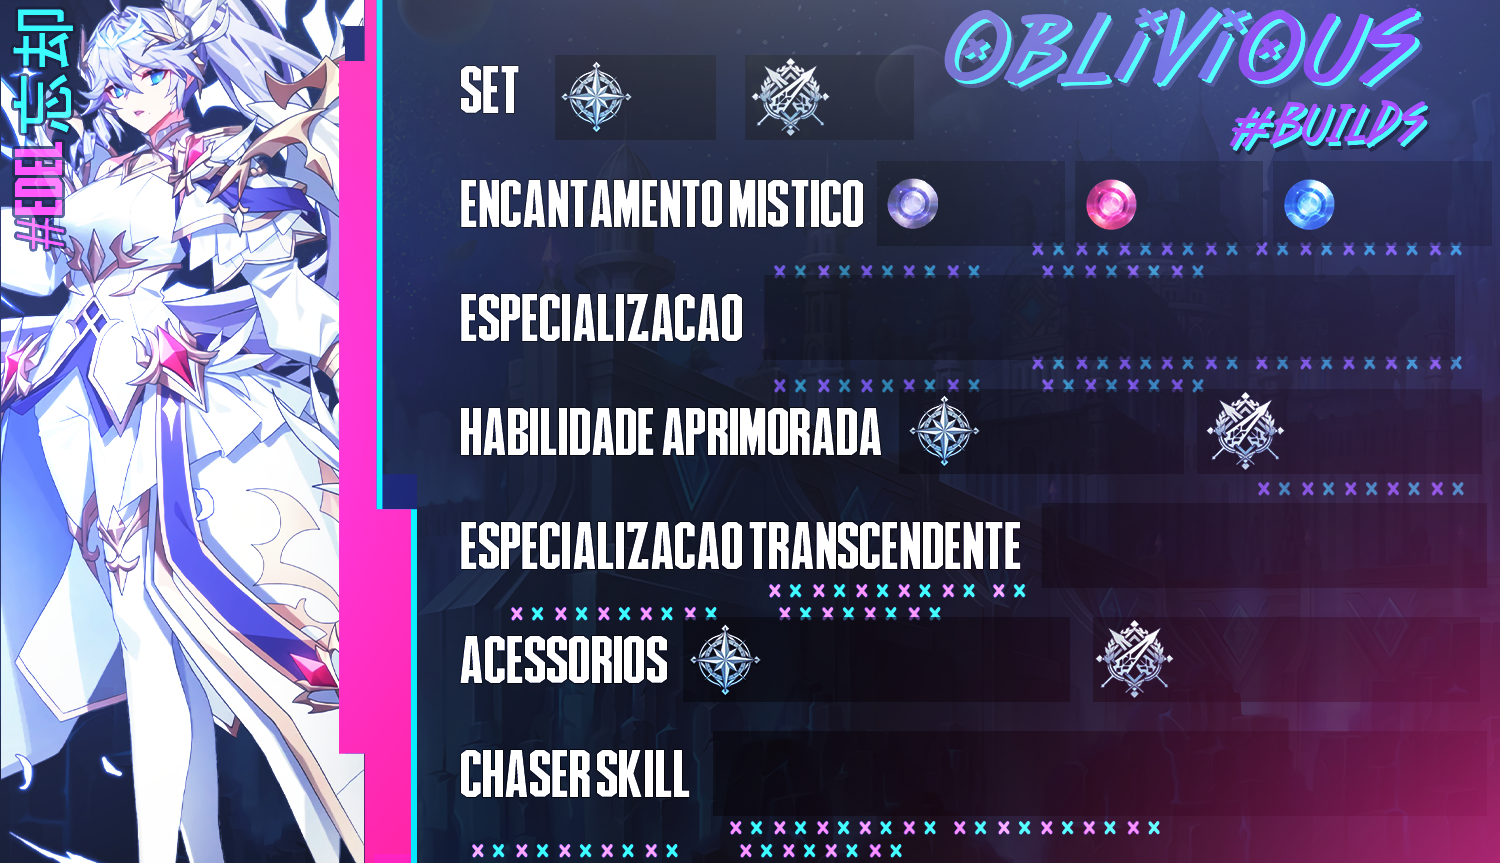 #EDEL 忘却
OBLIVIOUS
#BUILDS
SET
ENCANTAMENTO MISTICO
ESPECIALIZACAO
HABILIDADE APRIMORADA
ESPECIALIZACAO TRANSCENDENTE
ACESSORIOS
CHASER SKILL